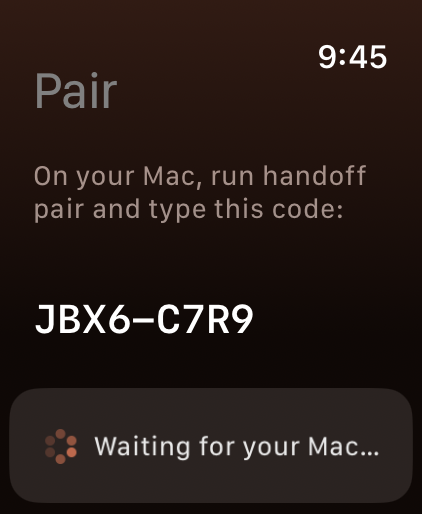 9:45
Pair
On your Mac, run handoff
pair and type this code:
JBX6–C7R9
Waiting for your Mac...